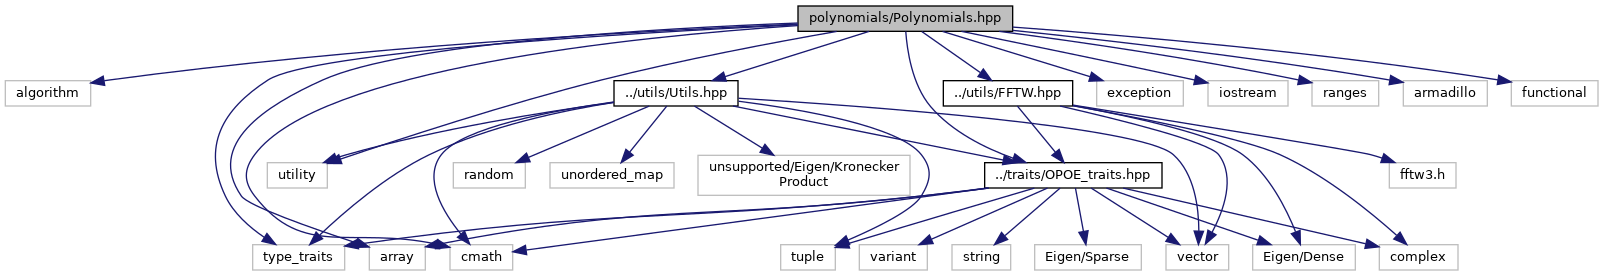 polynomials/Polynomials.hpp
algorithm
../utils/Utils.hpp
../utils/FFTW.hpp
exception
iostream
ranges
armadillo
functional
utility
random
unordered_map
unsupported/Eigen/Kronecker
Product
../traits/OPOE_traits.hpp
fftw3.h
type_traits
array
cmath
tuple
variant
string
Eigen/Sparse
vector
Eigen/Dense
complex